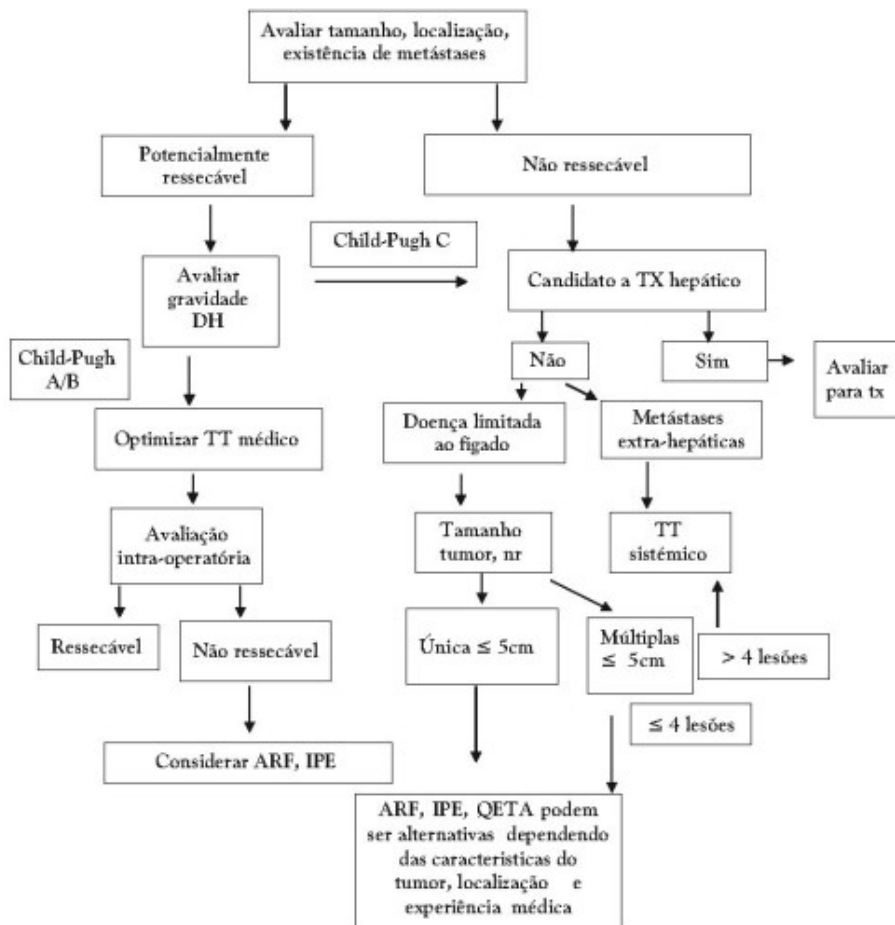 Avaliar tamanho, localização,
existência de metástases
Potencialmente
ressecável
Não ressecável
Child-Pugh C
Avaliar
gravidade
DH
Candidato a TX hepático
Child-Pugh
A/B
Não
Sim
Avaliar
para tx
Optimizar TT médico
Doença limitada
ao fígado
Metástases
extra-hepáticas
Avaliação
intra-operatória
Tamanho
tumor, nr
TT
sistémico
Ressecável
Não ressecável
Única ≤ 5cm
Múltiplas
≤ 5cm
> 4 lesões
≤ 4 lesões
Considerar ARF, IPE
ARF, IPE, QETA podem
ser alternativas dependendo
das caracteristicas do
tumor, localização e
experiência médica